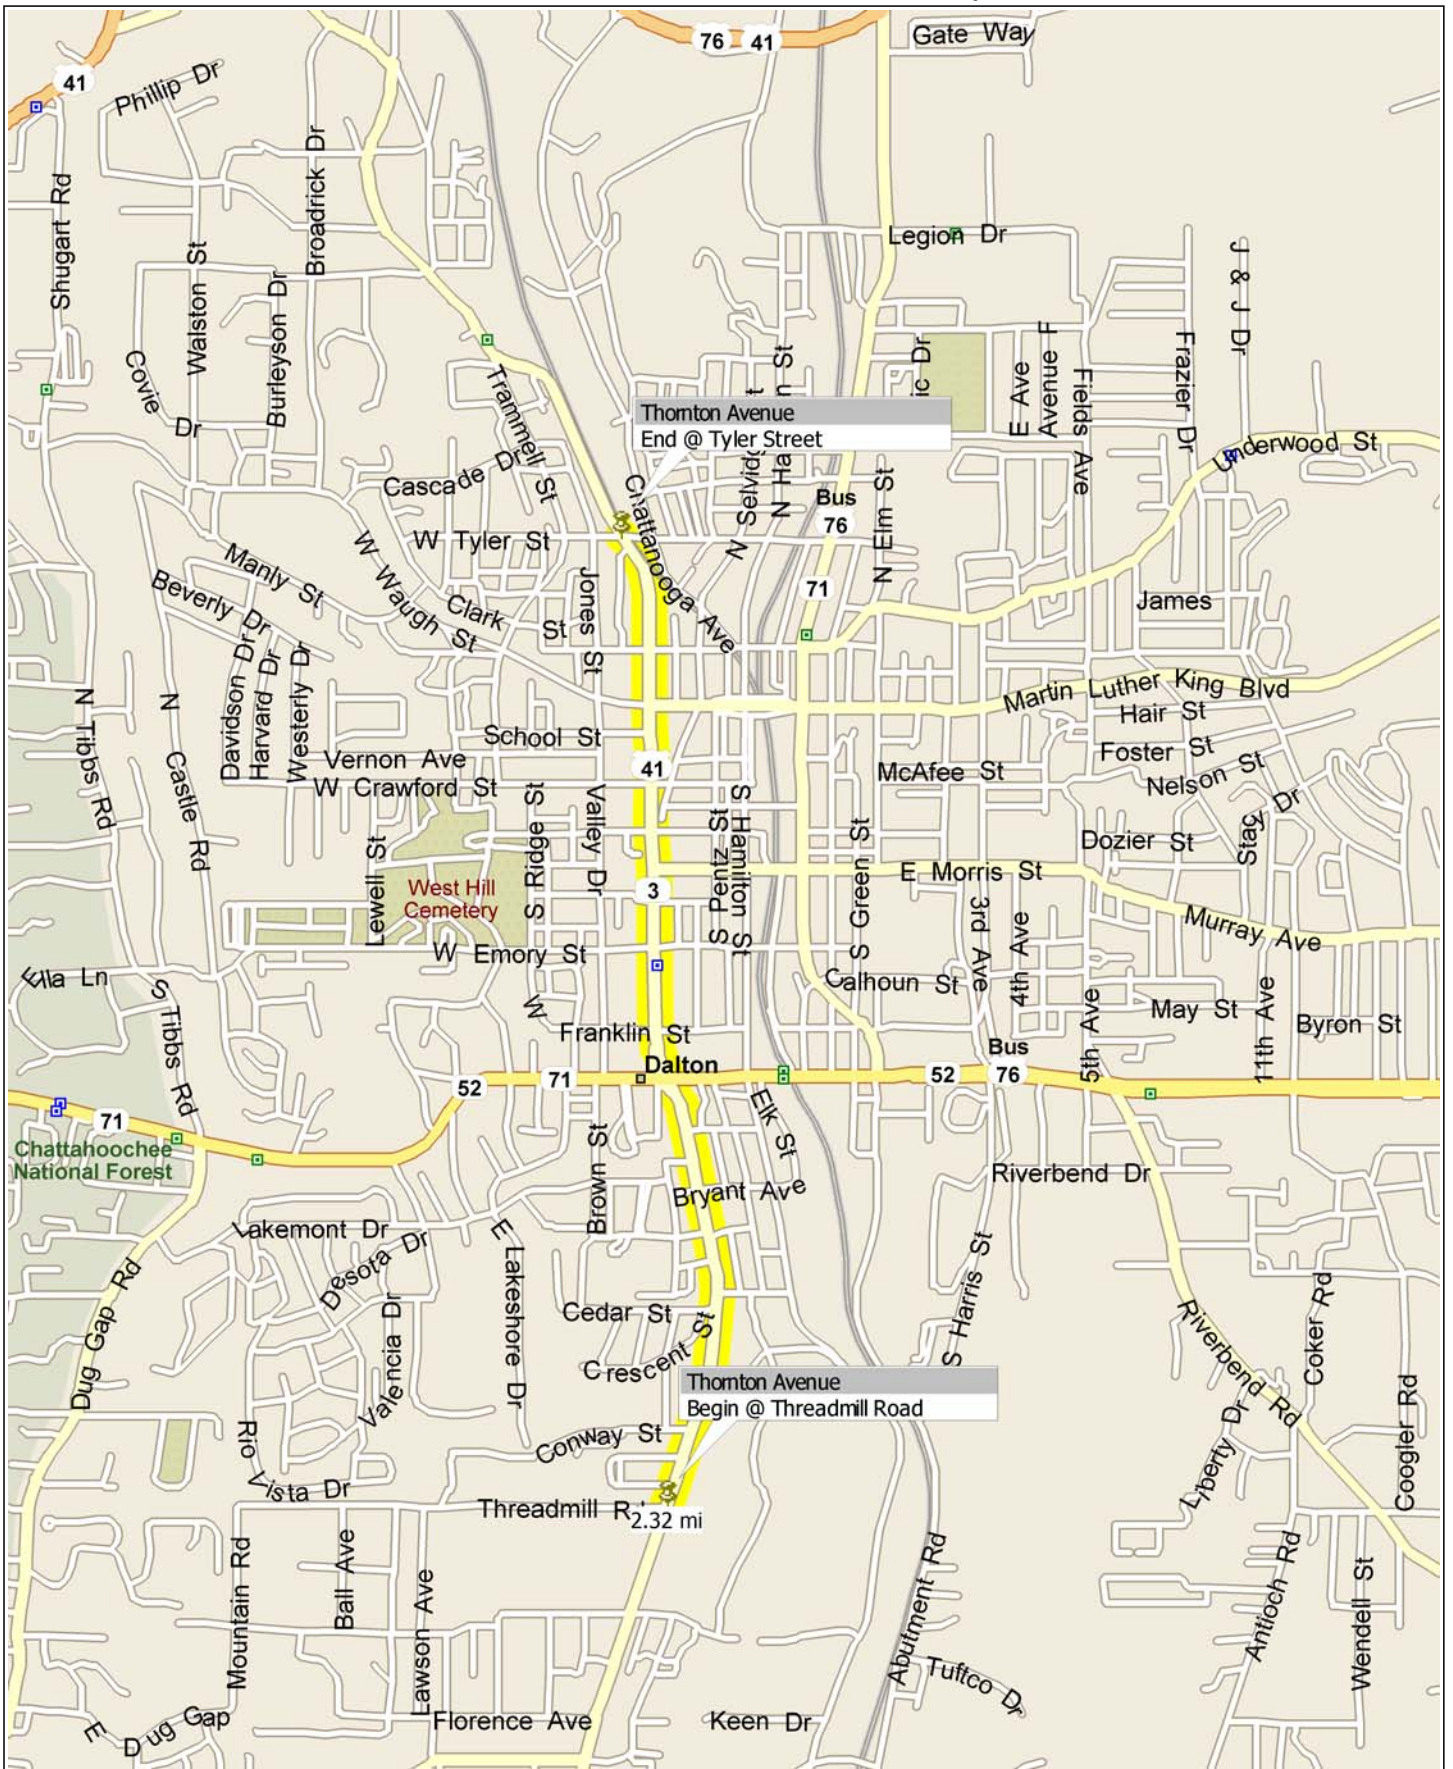 76
41
Gate Way
41
Phillip Dr
Broadrick Dr
Shugart Rd
Legion Dr
J & J Dr
Walston St
Burleyson Dr
Covie Dr
Trammell St
Frazier Dr
E Ave
Avenue F
Fields Ave
Thornton Avenue
End @ Tyler Street
Underwood St
Cascade Dr
Chattanooga Ave
N Selvidg
N Ha
n St
ic Dr
Bus
76
N Elm St
W Tyler St
71
Manly St
W Waugh St
Beverly Dr
Clark St
Jones St
James
Davidson Dr
Harvard Dr
Westerly Dr
N Tibbs Rd
N Castle Rd
Martin Luther King Blvd
Hair St
School St
Vernon Ave
W Crawford St
41
McAfee St
Foster St
Nelson St
Stacy Dr
S Ridge St
Valley Dr
S Pentz St
S Hamilton St
S Green St
Dozier St
Lewell St
West Hill
Cemetery
3
E Morris St
3rd Ave
4th Ave
Murray Ave
W Emory St
Ella Ln
S Tibbs Rd
Calhoun St
5th Ave
May St
11th Ave
Byron St
W
Franklin St
Dalton
Bus
52
71
52
76
71
Elk St
Chattahoochee
National Forest
Brown St
Riverbend Dr
Bryant Ave
Lakemont Dr
Desota Dr
E Lakeshore Dr
S Harris St
Dug Gap Rd
Valencia Dr
Cedar St
Crescent St
Riverbend Rd
Coker Rd
Thornton Avenue
Begin @ Threadmill Road
Coogler Rd
Liberty Dr
Conway St
Rio Vista Dr
Threadmill R
2.32 mi
Mountain Rd
Ball Ave
Lawson Ave
Abutment Rd
Antioch Rd
Wendell St
Tuftco Dr
E Dug Gap
Florence Ave
Keen Dr